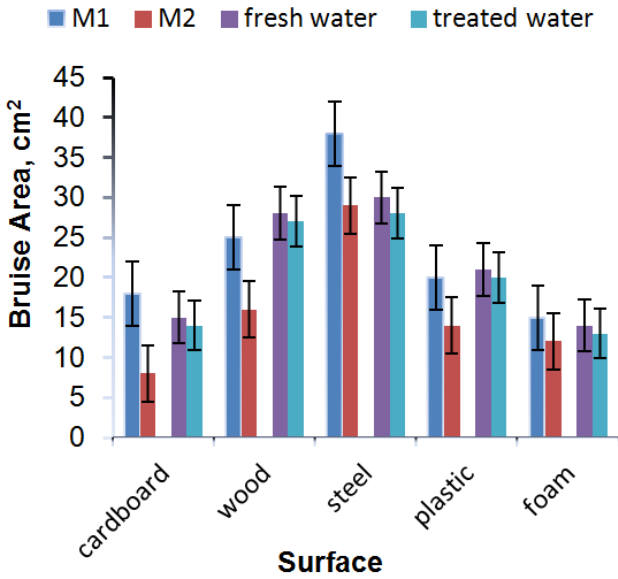 M1 M2 fresh water treated water
Bruise Area, cm²
45
40
35
30
25
20
15
10
5
0
cardboard wood steel plastic foam
Surface